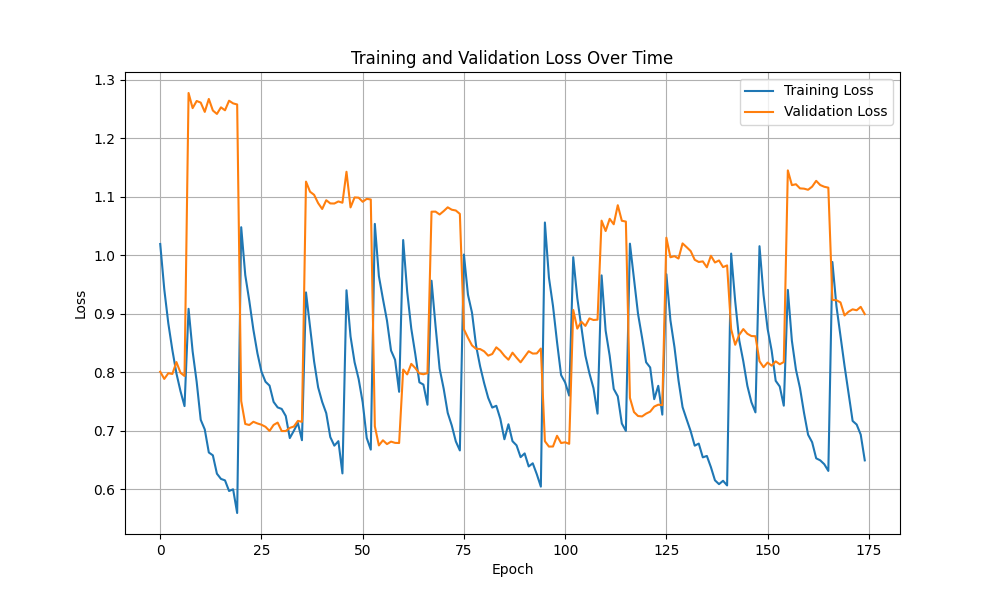 Training and Validation Loss Over Time
Training Loss
Validation Loss
1.3
1.2
1.1
1.0
0.9
0.8
0.7
0.6
Loss
0 25 50 75 100 125 150 175
Epoch